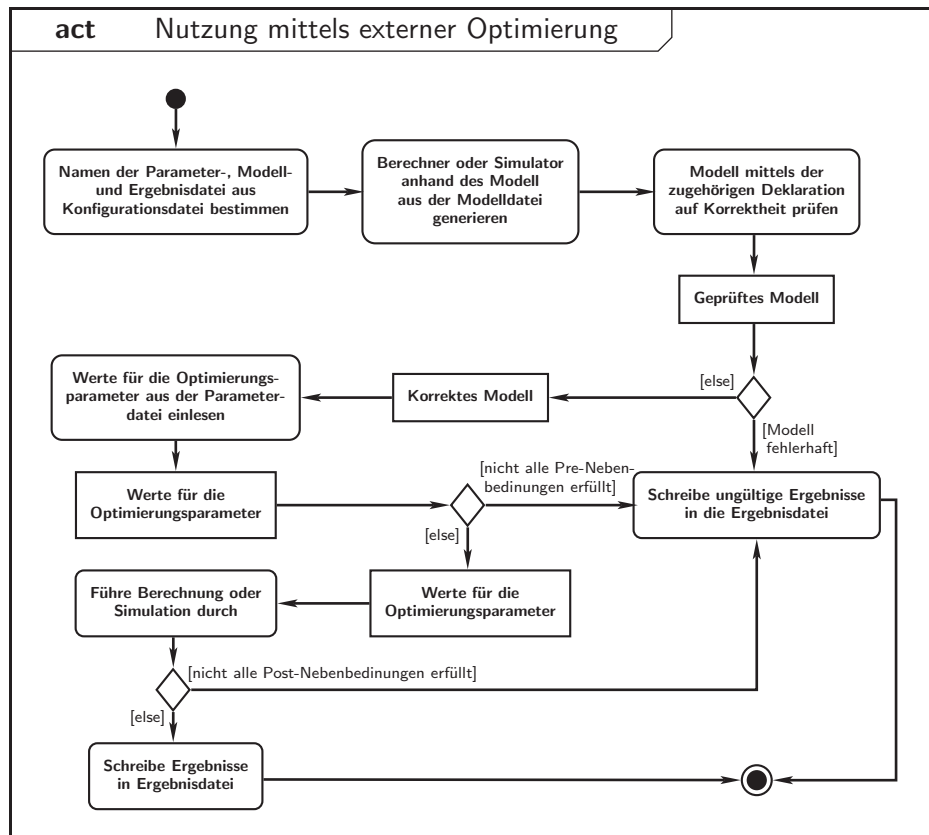 act Nutzung mittels externer Optimierung
Namen der Parameter-, Modell-
und Ergebnisdatei aus
Konfigurationsdatei bestimmen
Berechner oder Simulator
anhand des Modell
aus der Modelldatei
generieren
Modell mittels der
zugehörigen Deklaration
auf Korrektheit prüfen
Geprüftes Modell
[else]
[Modell
fehlerhaft]
Korrektes Modell
Werte für die Optimierungs-
parameter aus der Parameter-
datei einlesen
Werte für die
Optimierungsparameter
[nicht alle Pre-Neben-
bedinungen erfüllt]
[else]
Schreibe ungültige Ergebnisse
in die Ergebnisdatei
Werte für die
Optimierungsparameter
Führe Berechnung oder
Simulation durch
[nicht alle Post-Nebenbedinungen erfüllt]
[else]
Schreibe Ergebnisse
in Ergebnisdatei